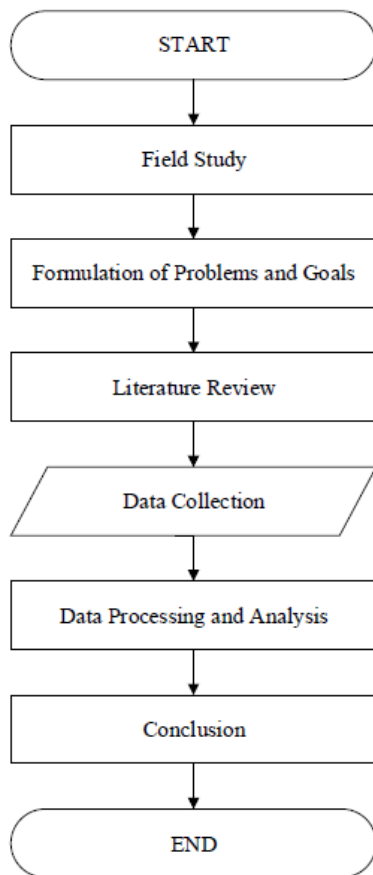 START
Field Study
Formulation of Problems and Goals
Literature Review
Data Collection
Data Processing and Analysis
Conclusion
END